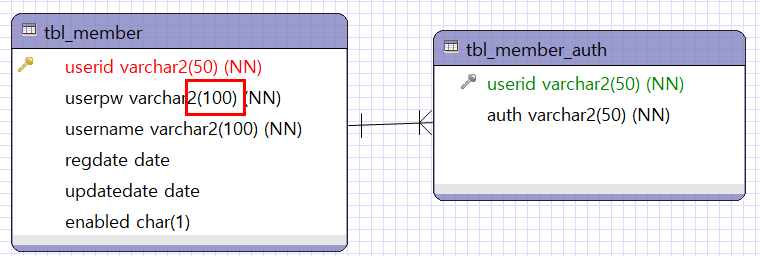 tbl_member
userid varchar2(50) (NN)
userpw varchar2(100) (NN)
username varchar2(100) (NN)
regdate date
updatedate date
enabled char(1)
tbl_member_auth
userid varchar2(50) (NN)
auth varchar2(50) (NN)